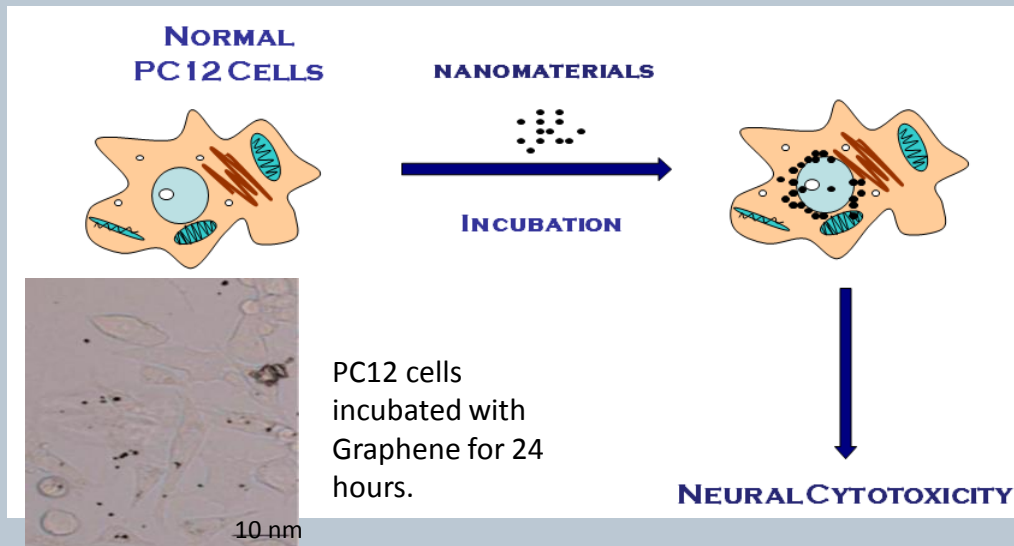 NORMAL
PC12 CELLS
NANOMATERIALS
INCUBATION
PC12 cells
incubated with
Graphene for 24
hours.
10 nm
NEURAL CYTOTOXICITY